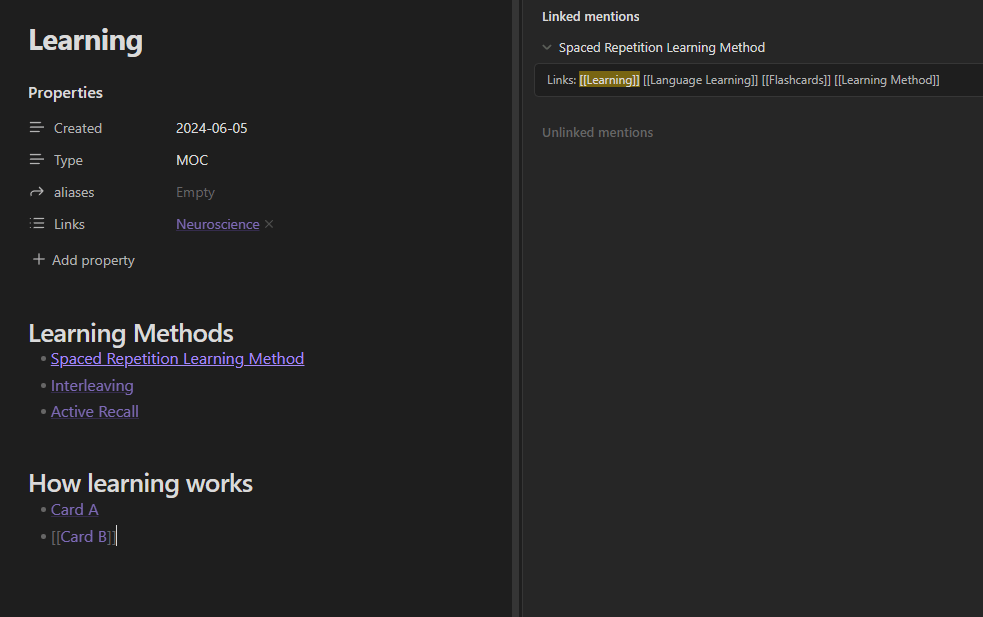 Learning
Properties
Created 2024-06-05
Type MOC
aliases Empty
Links Neuroscience ×
+ Add property
Learning Methods
• Spaced Repetition Learning Method
• Interleaving
• Active Recall
How learning works
• Card A
• [[Card B]]
Linked mentions
Spaced Repetition Learning Method
Links: [[Learning]] [[Language Learning]] [[Flashcards]] [[Learning Method]]
Unlinked mentions